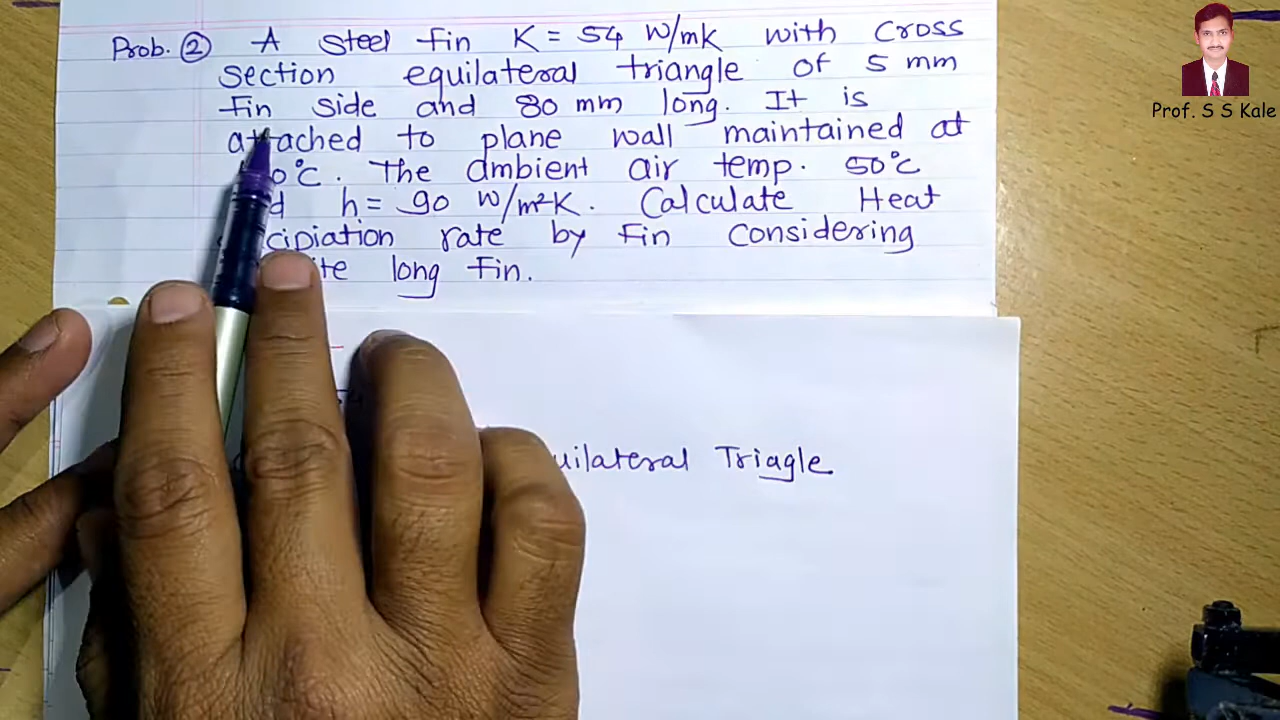 Prob. ② A Steel fin K = 54 W/mk with Cross
Section equilateral triangle of 5 mm
fin side and 80 mm long. It is
attached to plane wall maintained at
0°C. The ambient air temp. 50°C
h = 90 W/m²K. Calculate Heat
rate by Fin Considering
long Fin.
Triagle
Prof. S S Kale